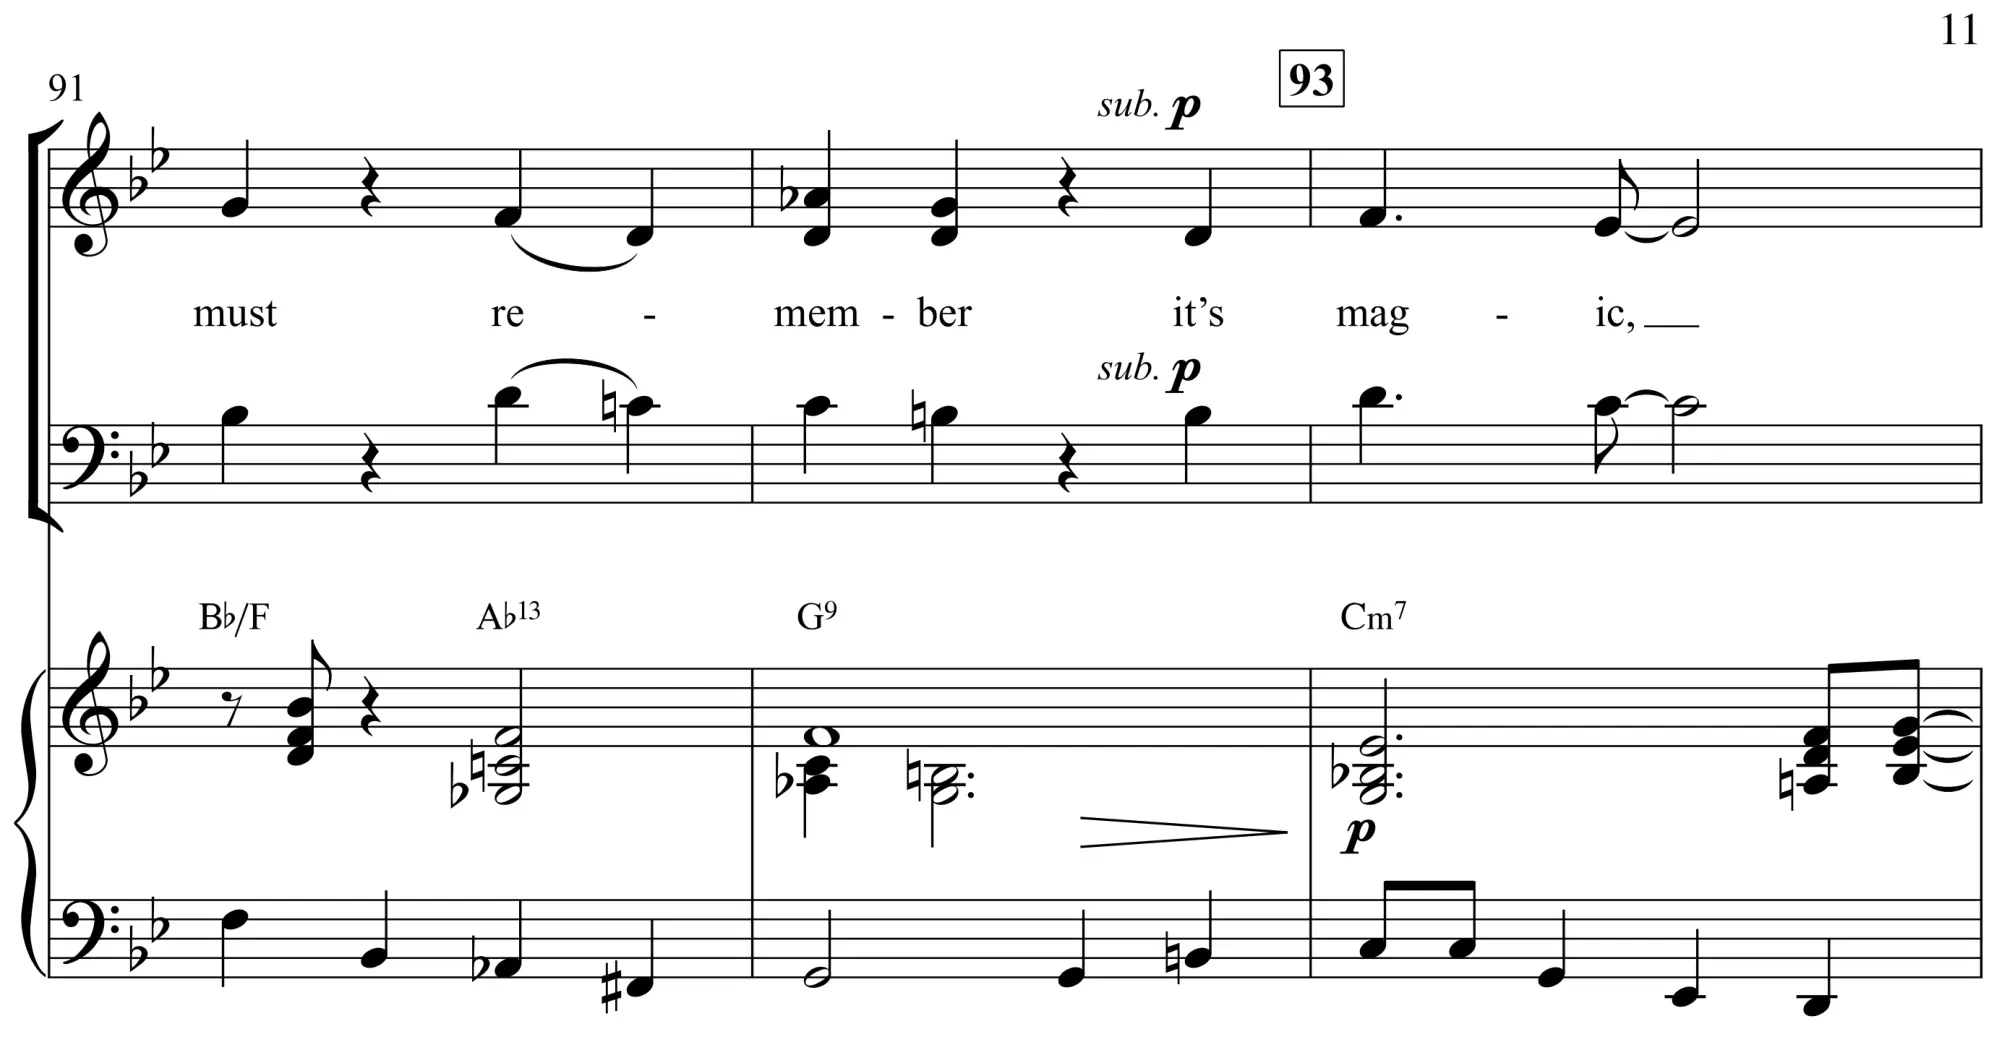 11
91
93
sub. p
must re - mem - ber it's mag - ic,
sub. p
B♭/F A♭13 G9 Cm7
p